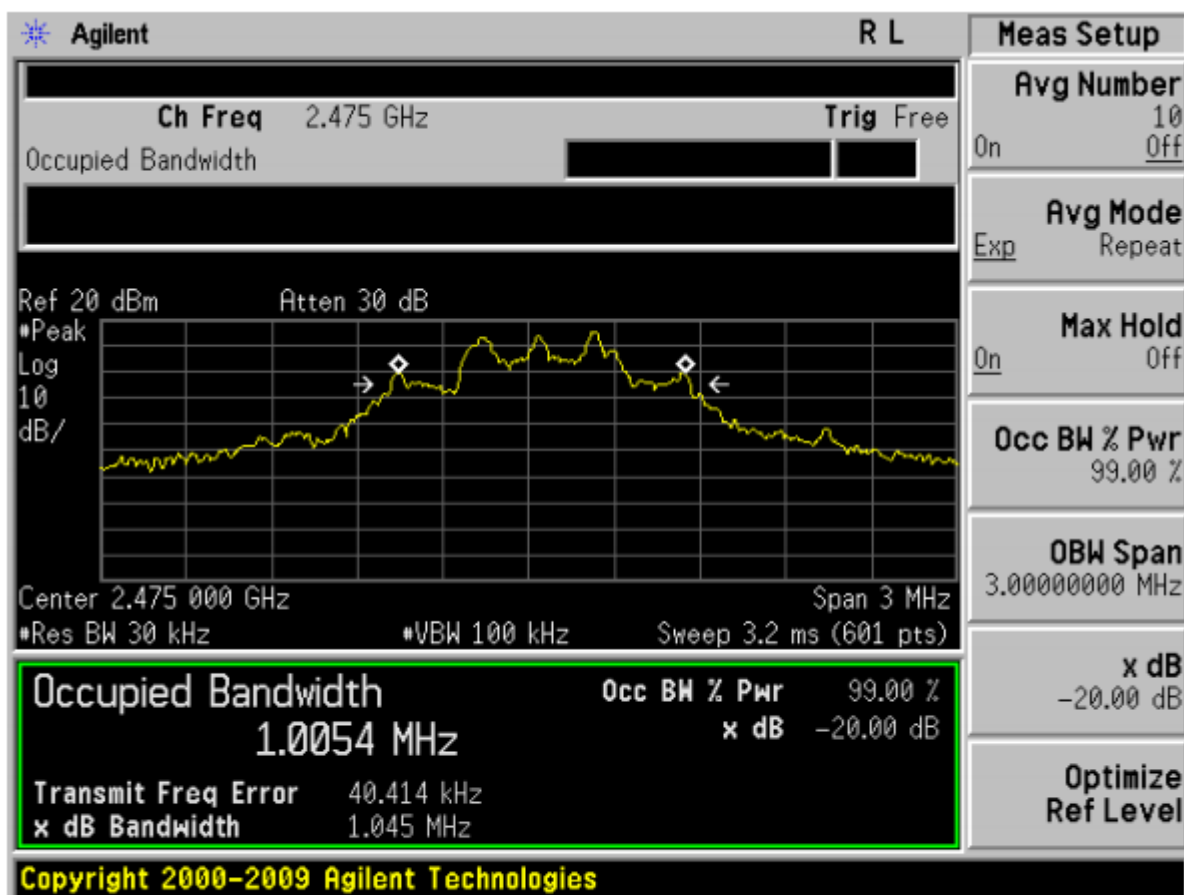 Agilent
R L
Ch Freq 2.475 GHz
Trig Free
Occupied Bandwidth
Ref 20 dBm
Atten 30 dB
#Peak
Log
10
dB/
Center 2.475 000 GHz
Span 3 MHz
#Res BW 30 kHz
#VBW 100 kHz
Sweep 3.2 ms (601 pts)
Occupied Bandwidth
1.0054 MHz
Occ BW % Pwr 99.00 %
x dB -20.00 dB
Transmit Freq Error 40.414 kHz
x dB Bandwidth 1.045 MHz
Copyright 2000-2009 Agilent Technologies
Meas Setup
Avg Number
10
On Off
Avg Mode
Exp Repeat
Max Hold
On Off
Occ BW % Pwr
99.00 %
OBW Span
3.00000000 MHz
x dB
-20.00 dB
Optimize
Ref Level